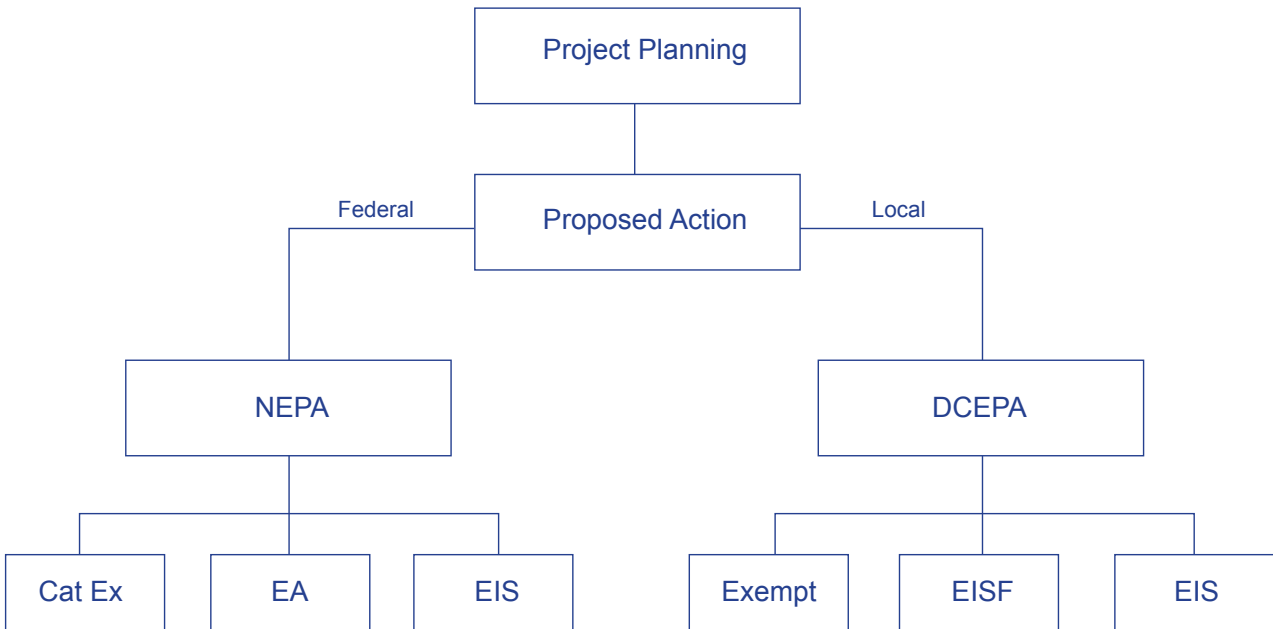 Project Planning
Federal
Proposed Action
Local
NEPA
DCEPA
Cat Ex
EA
EIS
Exempt
EISF
EIS